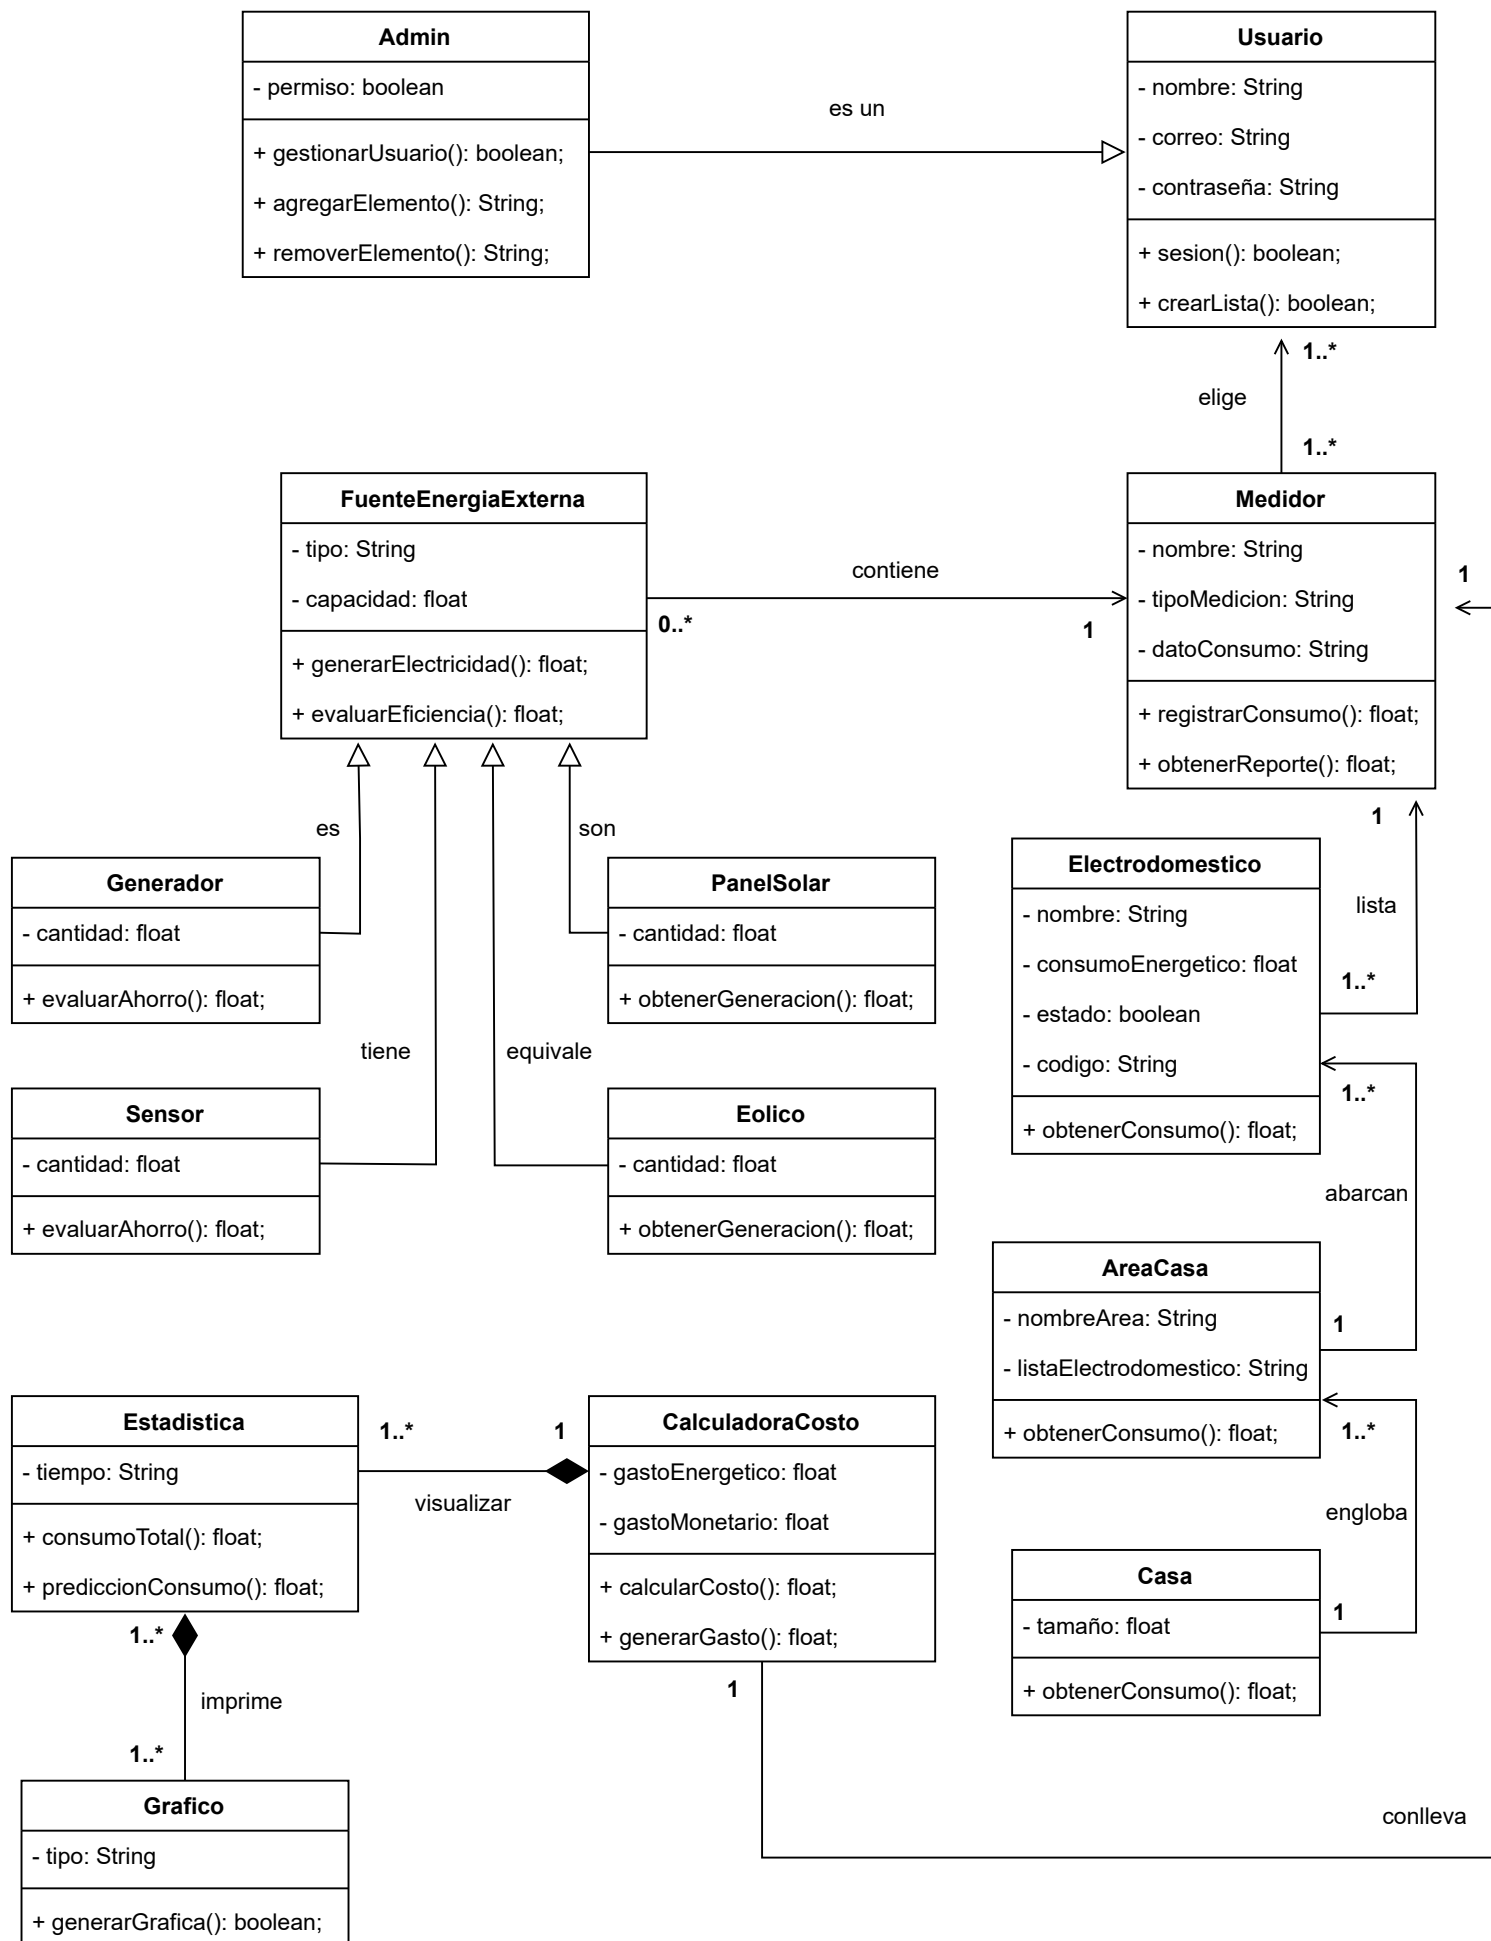 Admin
- permiso: boolean
+ gestionarUsuario(): boolean;
+ agregarElemento(): String;
+ removerElemento(): String;
es un
Usuario
- nombre: String
- correo: String
- contraseña: String
+ sesion(): boolean;
+ crearLista(): boolean;
1..*
elige
1..*
FuenteEnergiaExterna
- tipo: String
- capacidad: float
+ generarElectricidad(): float;
+ evaluarEficiencia(): float;
contiene
0..*
1
Medidor
- nombre: String
- tipoMedicion: String
- datoConsumo: String
+ registrarConsumo(): float;
+ obtenerReporte(): float;
1
1
es
son
Generador
- cantidad: float
+ evaluarAhorro(): float;
PanelSolar
- cantidad: float
+ obtenerGeneracion(): float;
Electrodomestico
- nombre: String
- consumoEnergetico: float
- estado: boolean
- codigo: String
+ obtenerConsumo(): float;
lista
1..*
1..*
tiene
equivale
Sensor
- cantidad: float
+ evaluarAhorro(): float;
Eolico
- cantidad: float
+ obtenerGeneracion(): float;
abarcan
AreaCasa
- nombreArea: String
- listaElectrodomestico: String
+ obtenerConsumo(): float;
1
1..*
Estadistica
- tiempo: String
+ consumoTotal(): float;
+ prediccionConsumo(): float;
1..*
1
visualizar
CalculadoraCosto
- gastoEnergetico: float
- gastoMonetario: float
+ calcularCosto(): float;
+ generarGasto(): float;
engloba
Casa
- tamaño: float
+ obtenerConsumo(): float;
1
1..*
imprime
1..*
1
conlleva
Grafico
- tipo: String
+ generarGrafica(): boolean;